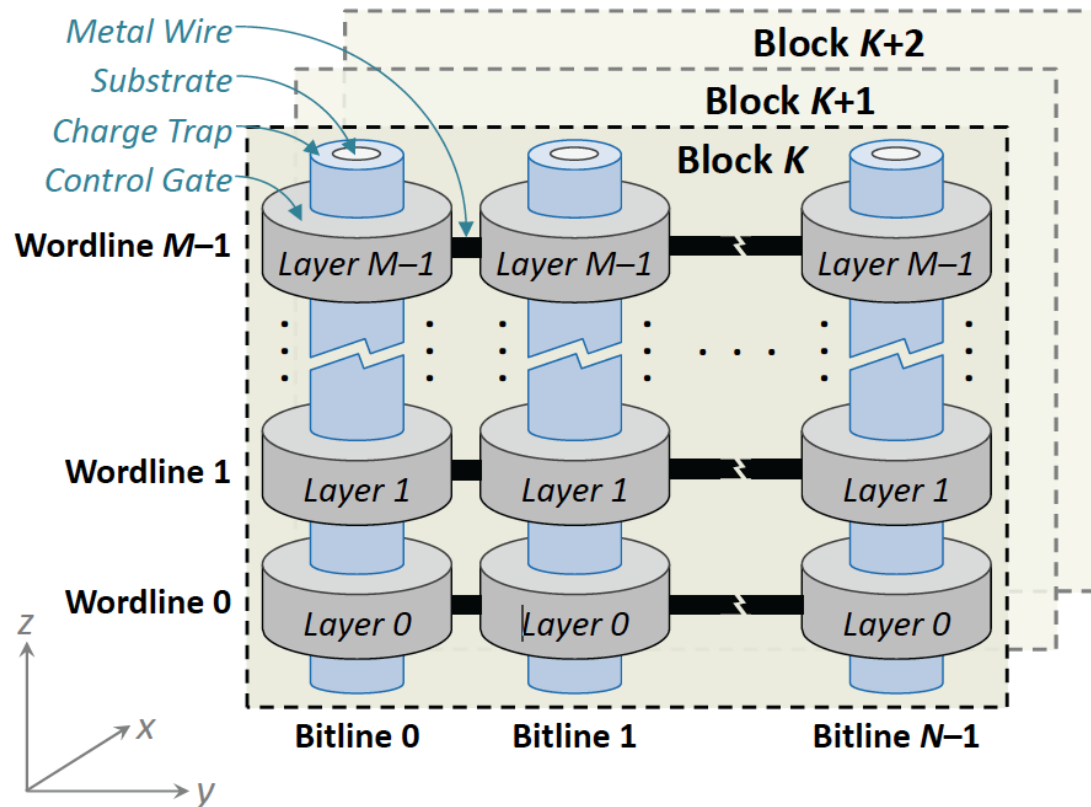 Metal Wire
Substrate
Charge Trap
Control Gate
Block K+2
Block K+1
Block K
Wordline M–1
Layer M–1
Layer M–1
Layer M–1
Wordline 1
Layer 1
Layer 1
Layer 1
Wordline 0
Layer 0
Layer 0
Layer 0
Bitline 0
Bitline 1
Bitline N–1
z
x
y